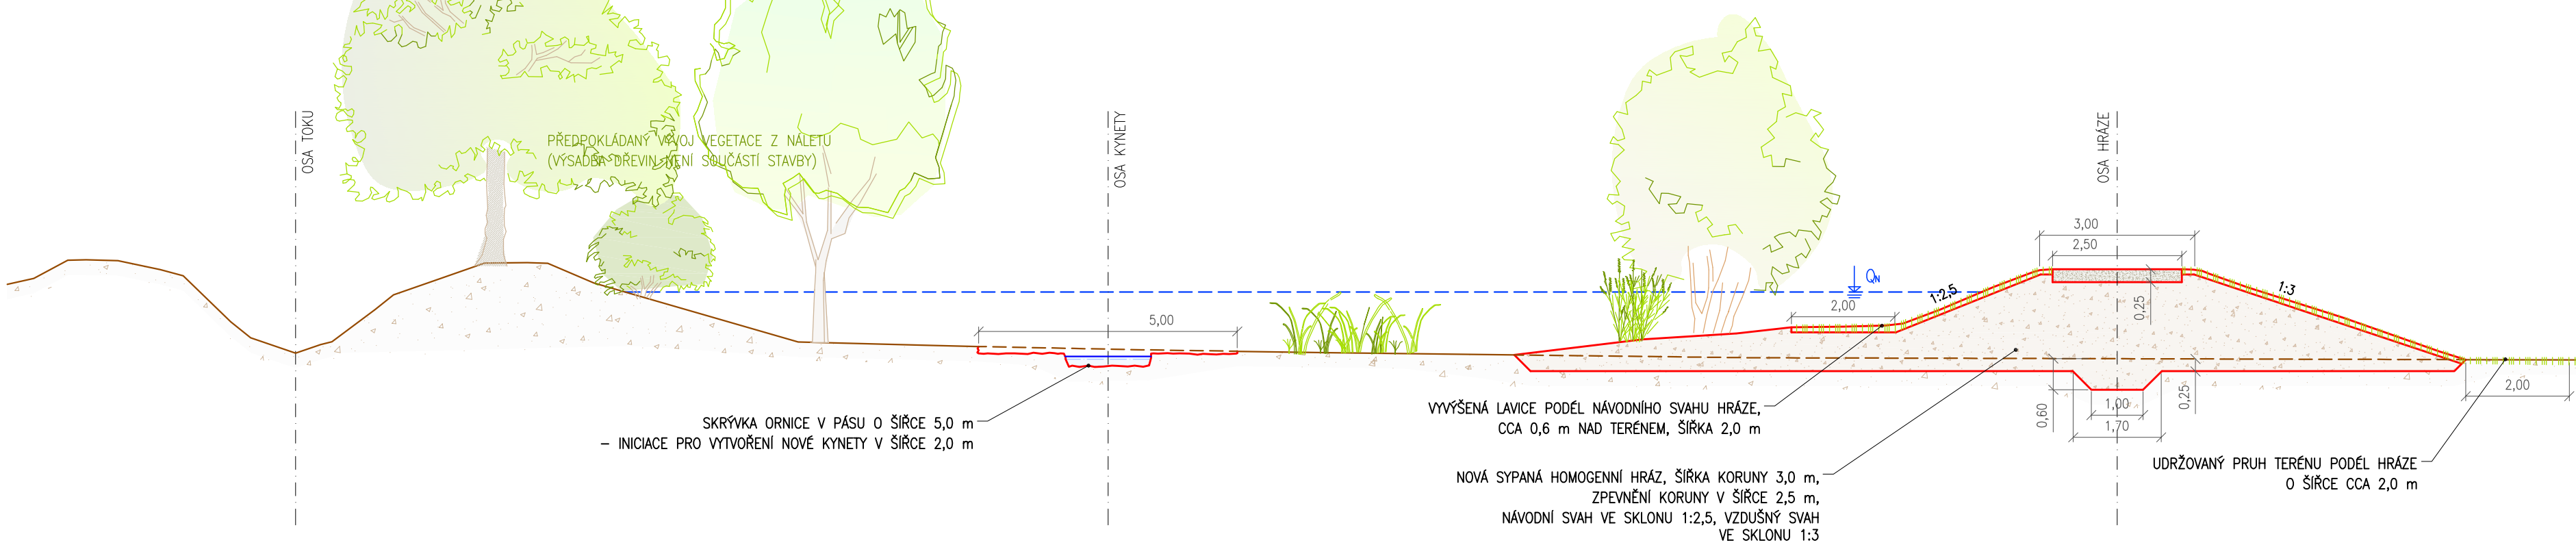 OSA TOKU
PŘEDPOKLÁDANÝ VÝVOJ VEGETACE Z NÁLETU
(VÝSADBA DŘEVIN NENÍ SOUČÁSTÍ STAVBY)
OSA KYNETY
OSA HRÁZE
3,00
2,50
QN
2,00
1:2,5
0,25
1:3
5,00
SKRÝVKA ORNICE V PÁSU O ŠÍŘCE 5,0 m
– INICIACE PRO VYTVOŘENÍ NOVÉ KYNETY V ŠÍŘCE 2,0 m
VYVÝŠENÁ LAVICE PODÉL NÁVODNÍHO SVAHU HRÁZE,
CCA 0,6 m NAD TERÉNEM, ŠÍŘKA 2,0 m
0,60
1,00
1,70
0,25
2,00
NOVÁ SYPANÁ HOMOGENNÍ HRÁZ, ŠÍŘKA KORUNY 3,0 m,
ZPEVNĚNÍ KORUNY V ŠÍŘCE 2,5 m,
NÁVODNÍ SVAH VE SKLONU 1:2,5, VZDUŠNÝ SVAH
VE SKLONU 1:3
UDRŽOVANÝ PRUH TERÉNU PODÉL HRÁZE
O ŠÍŘCE CCA 2,0 m